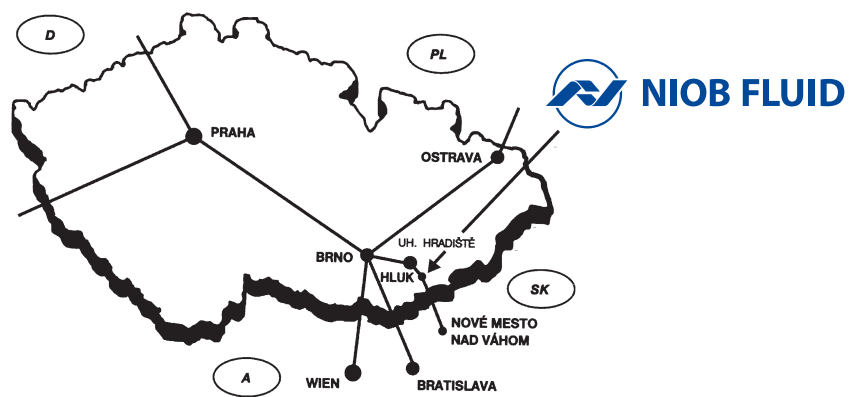 D
PL
NIOB FLUID
PRAHA
OSTRAVA
UH. HRADIŠTĚ
BRNO
HLUK
SK
NOVÉ MESTO
NAD VÁHOM
A
WIEN
BRATISLAVA